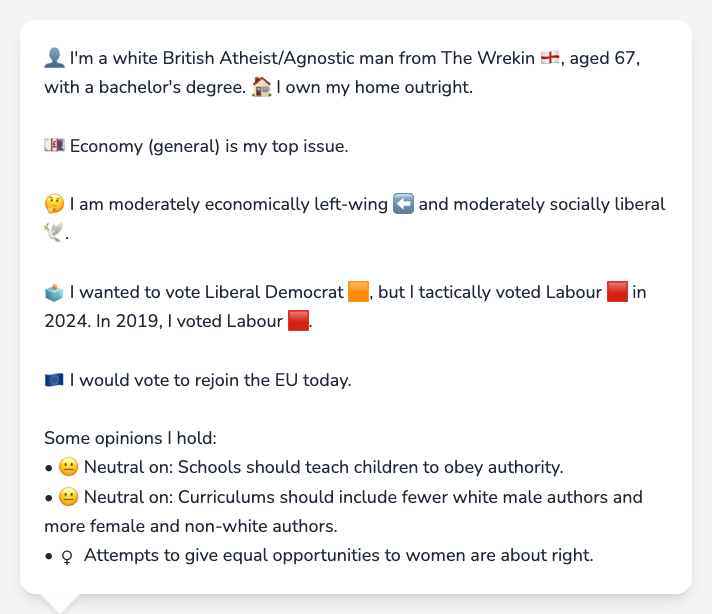 👤 I'm a white British Atheist/Agnostic man from The Wrekin 🏴󠁧󠁢󠁥󠁮󠁧󠁿, aged 67,
with a bachelor's degree. 🏠 I own my home outright.
💷 Economy (general) is my top issue.
🤔 I am moderately economically left-wing ⬅️ and moderately socially liberal
🕊️.
🗳️ I wanted to vote Liberal Democrat 🟧, but I tactically voted Labour 🟥 in
2024. In 2019, I voted Labour 🟥.
🇪🇺 I would vote to rejoin the EU today.
Some opinions I hold:
• 😐 Neutral on: Schools should teach children to obey authority.
• 😐 Neutral on: Curriculums should include fewer white male authors and
more female and non-white authors.
• ♀ Attempts to give equal opportunities to women are about right.